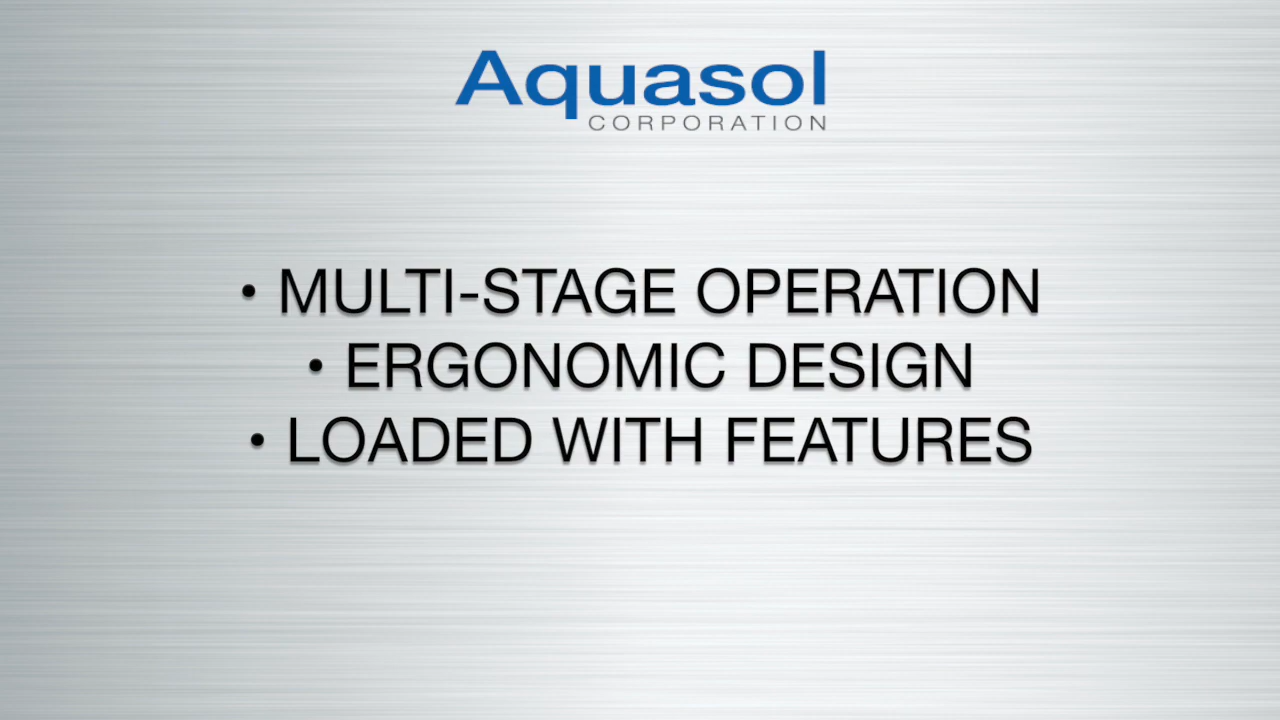 Aquasol
CORPORATION
• MULTI-STAGE OPERATION
• ERGONOMIC DESIGN
• LOADED WITH FEATURES